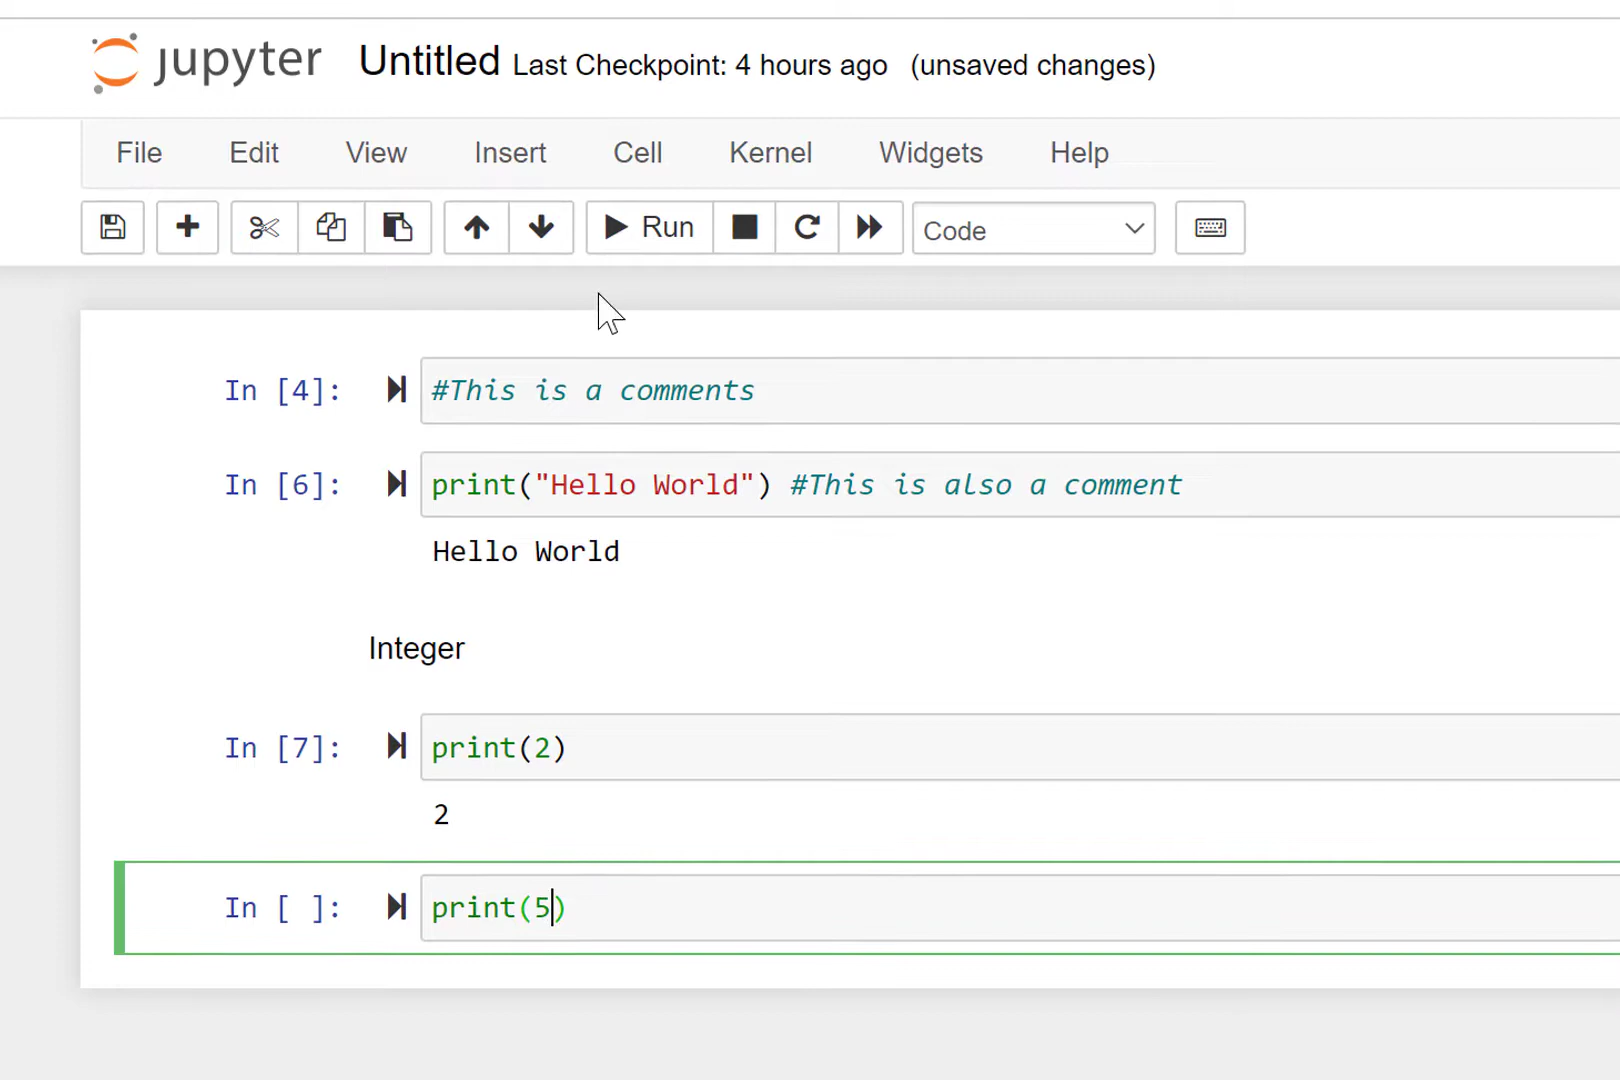 jupyter Untitled Last Checkpoint: 4 hours ago (unsaved changes)
File Edit View Insert Cell Kernel Widgets Help
Run Code
In [4]: #This is a comments
In [6]: print("Hello World") #This is also a comment
Hello World
Integer
In [7]: print(2)
2
In [ ]: print(5)